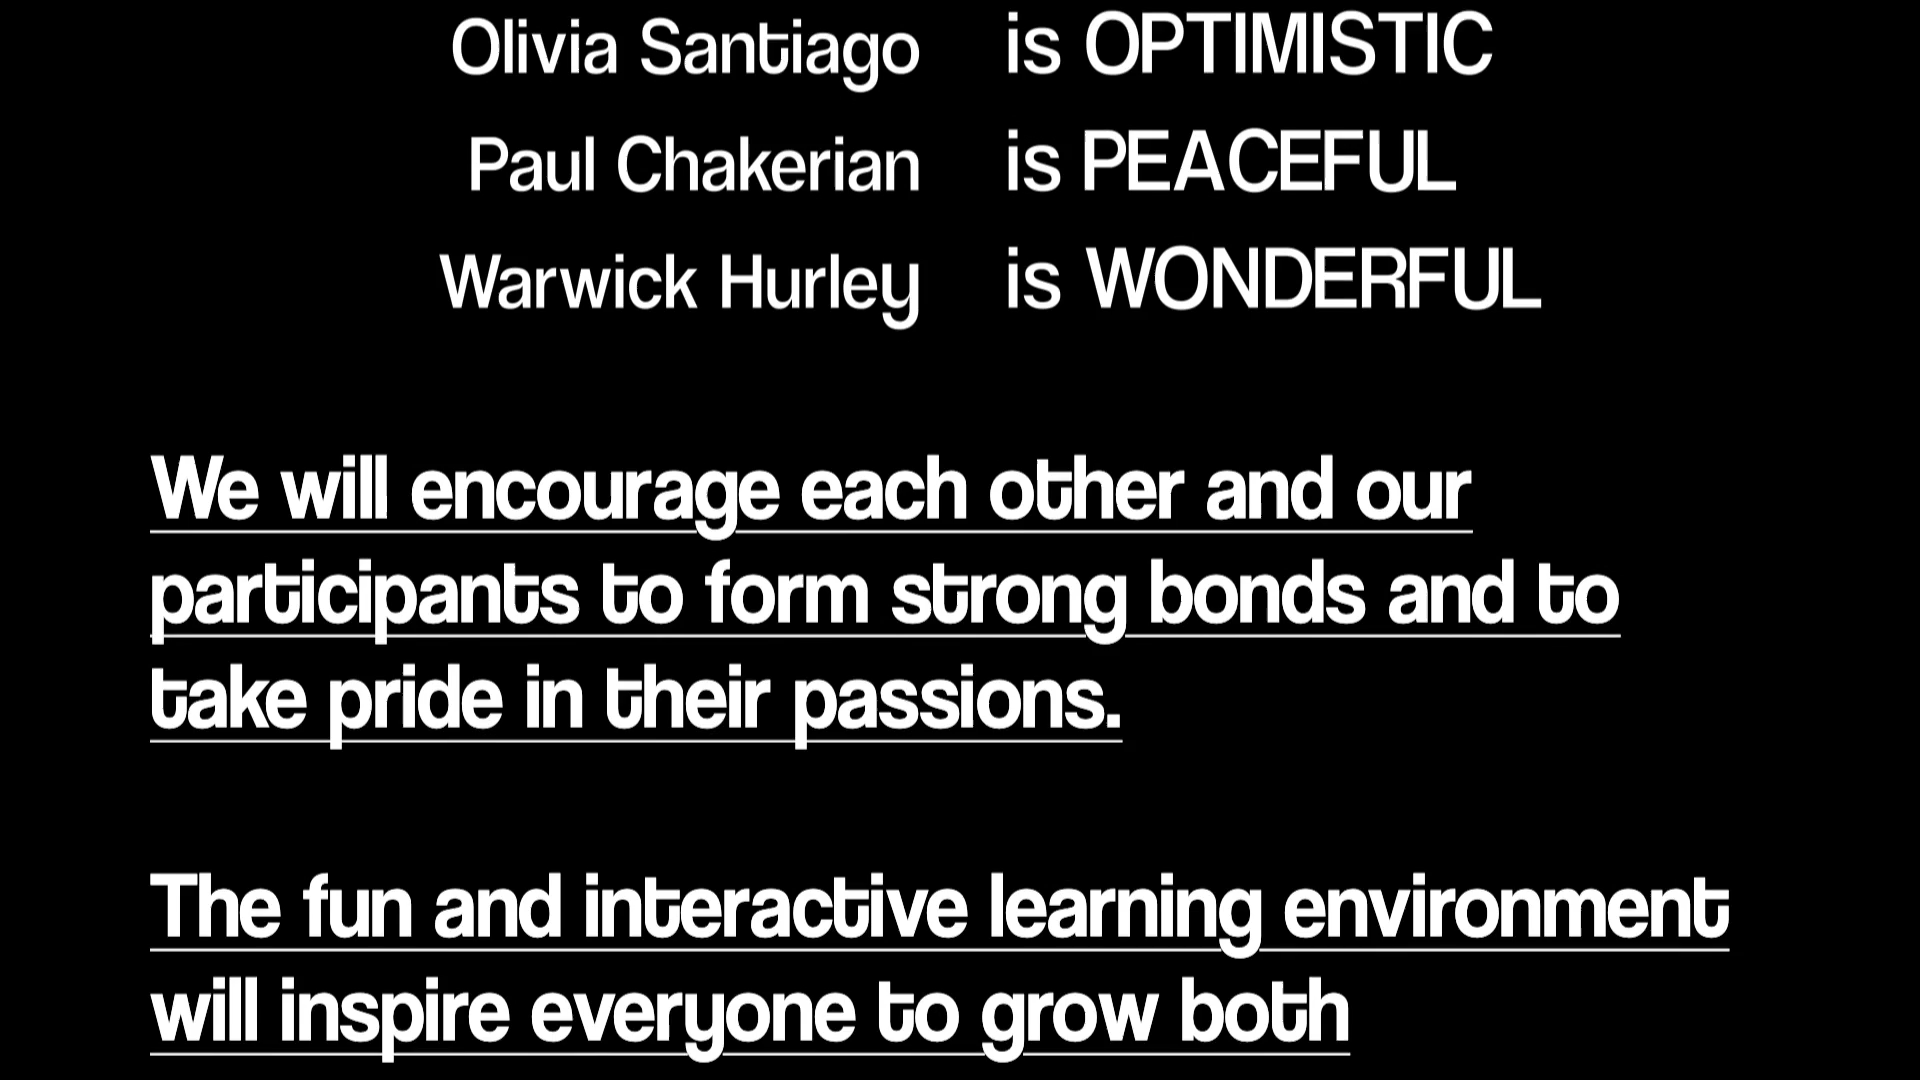 Olivia Santiago is OPTIMISTIC
Paul Chakerian is PEACEFUL
Warwick Hurley is WONDERFUL
We will encourage each other and our
participants to form strong bonds and to
take pride in their passions.
The fun and interactive learning environment
will inspire everyone to grow both